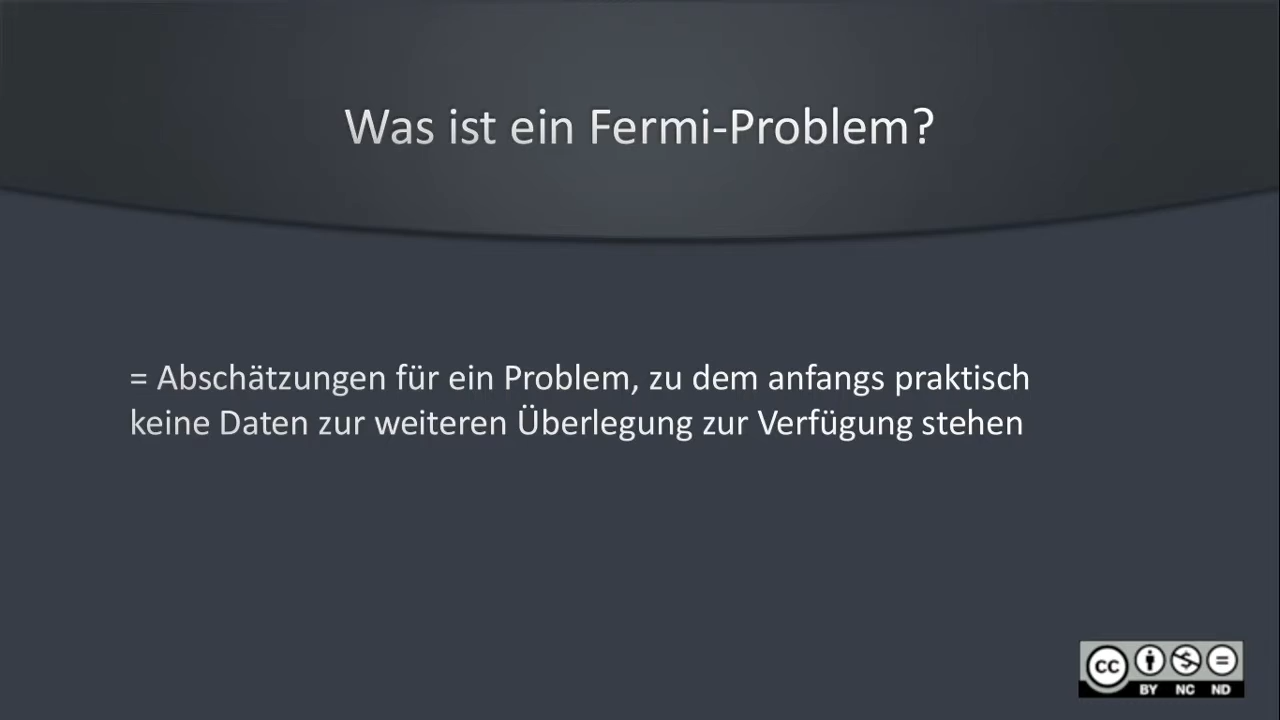 Was ist ein Fermi-Problem?
= Abschätzungen für ein Problem, zu dem anfangs praktisch
keine Daten zur weiteren Überlegung zur Verfügung stehen
cc
BY NC ND